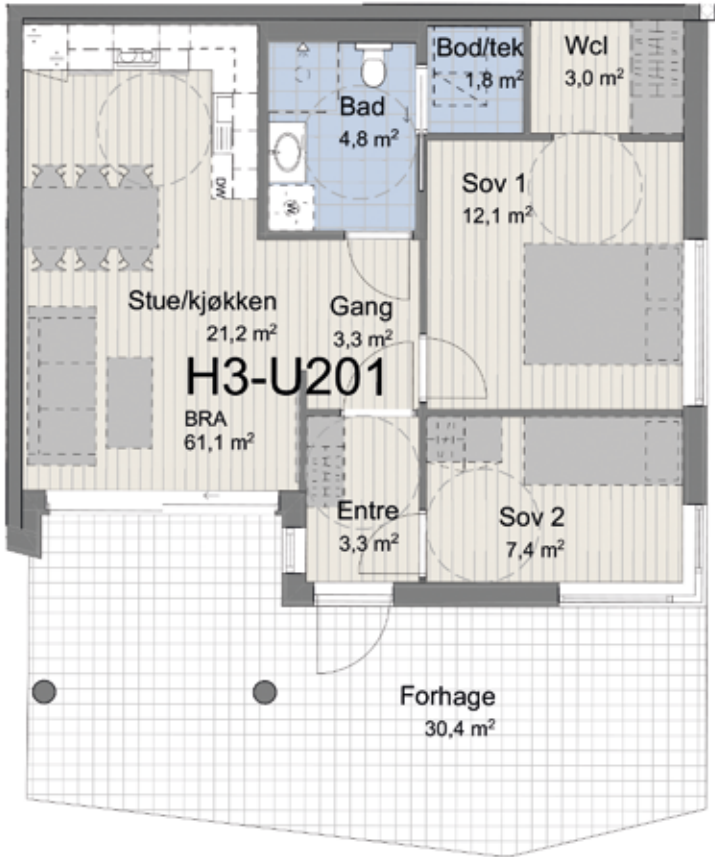 Bod/tek
1,8 m²
Wcl
3,0 m²
Bad
4,8 m²
DW
W
Sov 1
12,1 m²
Stue/kjøkken
21,2 m²
Gang
3,3 m²
H3-U201
BRA
61,1 m²
Entre
3,3 m²
Sov 2
7,4 m²
Forhage
30,4 m²